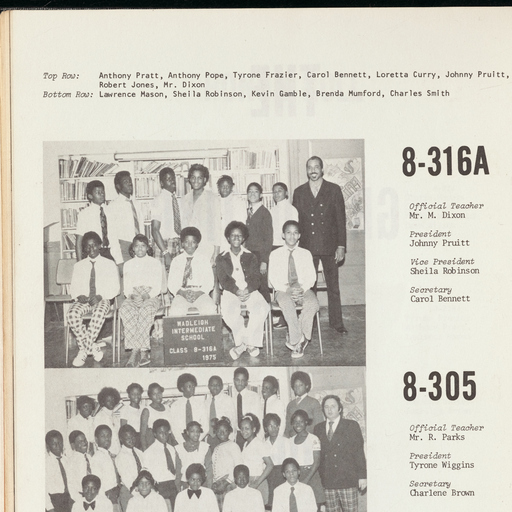 Top Row: Anthony Pratt, Anthony Pope, Tyrone Frazier, Carol Bennett, Loretta Curry, Johnny Pruitt,
Robert Jones, Mr. Dixon
Bottom Row: Lawrence Mason, Sheila Robinson, Kevin Gamble, Brenda Mumford, Charles Smith
8-316A
Official Teacher
Mr. M. Dixon
President
Johnny Pruitt
Vice President
Sheila Robinson
Secretary
Carol Bennett
WADLEIGH
INTERMEDIATE
SCHOOL
CLASS 8-316A
1975
8-305
Official Teacher
Mr. R. Parks
President
Tyrone Wiggins
Secretary
Charlene Brown